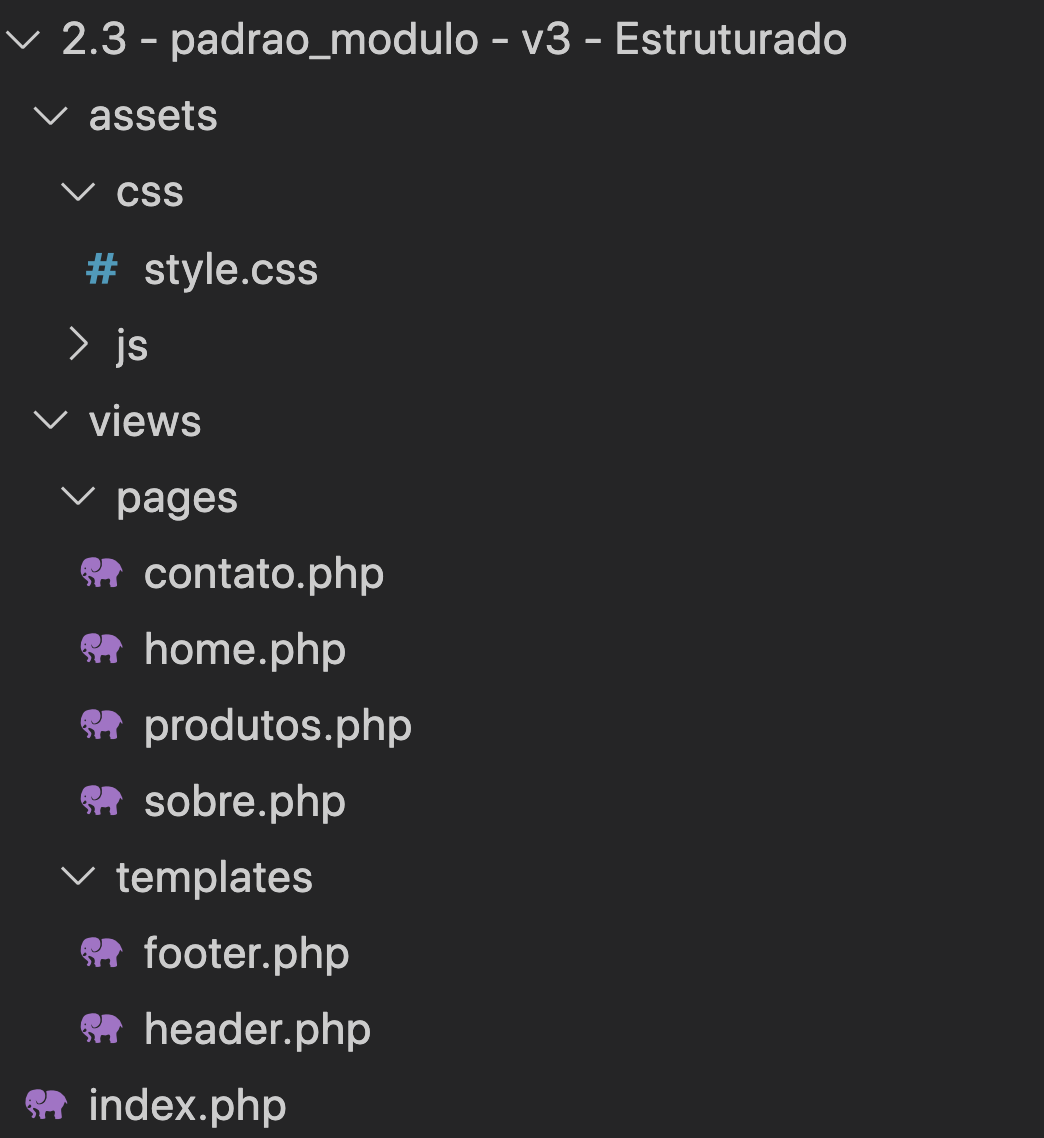 2.3 - padrao_modulo - v3 - Estruturado
assets
css
# style.css
js
views
pages
contato.php
home.php
produtos.php
sobre.php
templates
footer.php
header.php
index.php